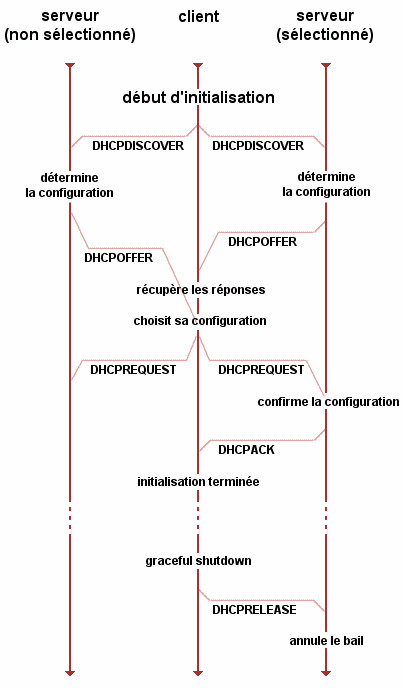 serveur
(non sélectionné)
client
serveur
(sélectionné)
début d'initialisation
DHCPDISCOVER
DHCPDISCOVER
détermine
la configuration
détermine
la configuration
DHCPOFFER
DHCPOFFER
récupère les réponses
choisit sa configuration
DHCPREQUEST
DHCPREQUEST
confirme la configuration
DHCPACK
initialisation terminée
graceful shutdown
DHCPRELEASE
annule le bail